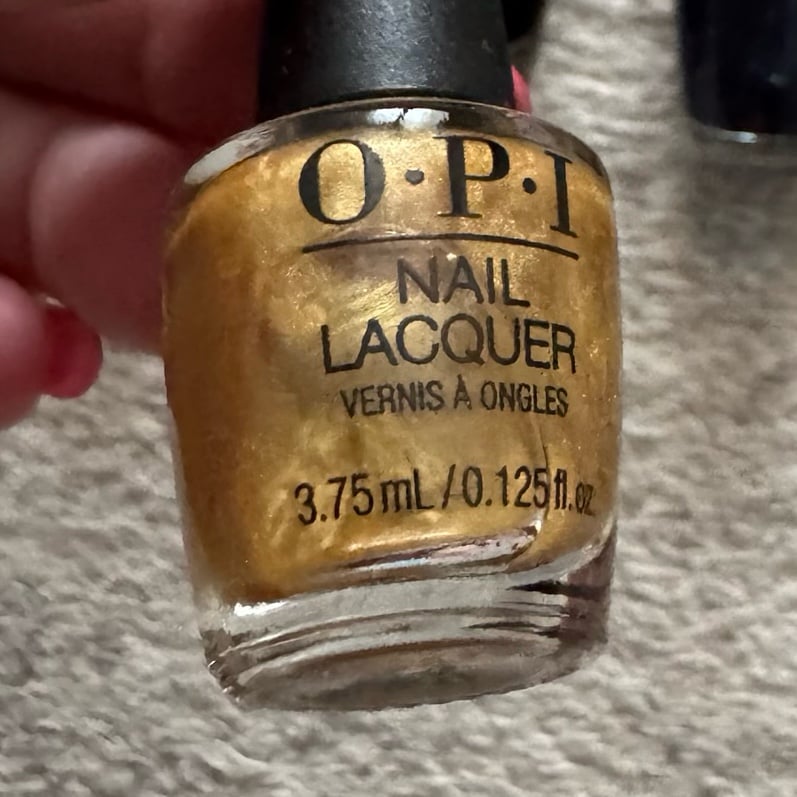 O·P·I
NAIL
LACQUER
VERNIS À ONGLES
3.75 mL / 0.125 fl. oz